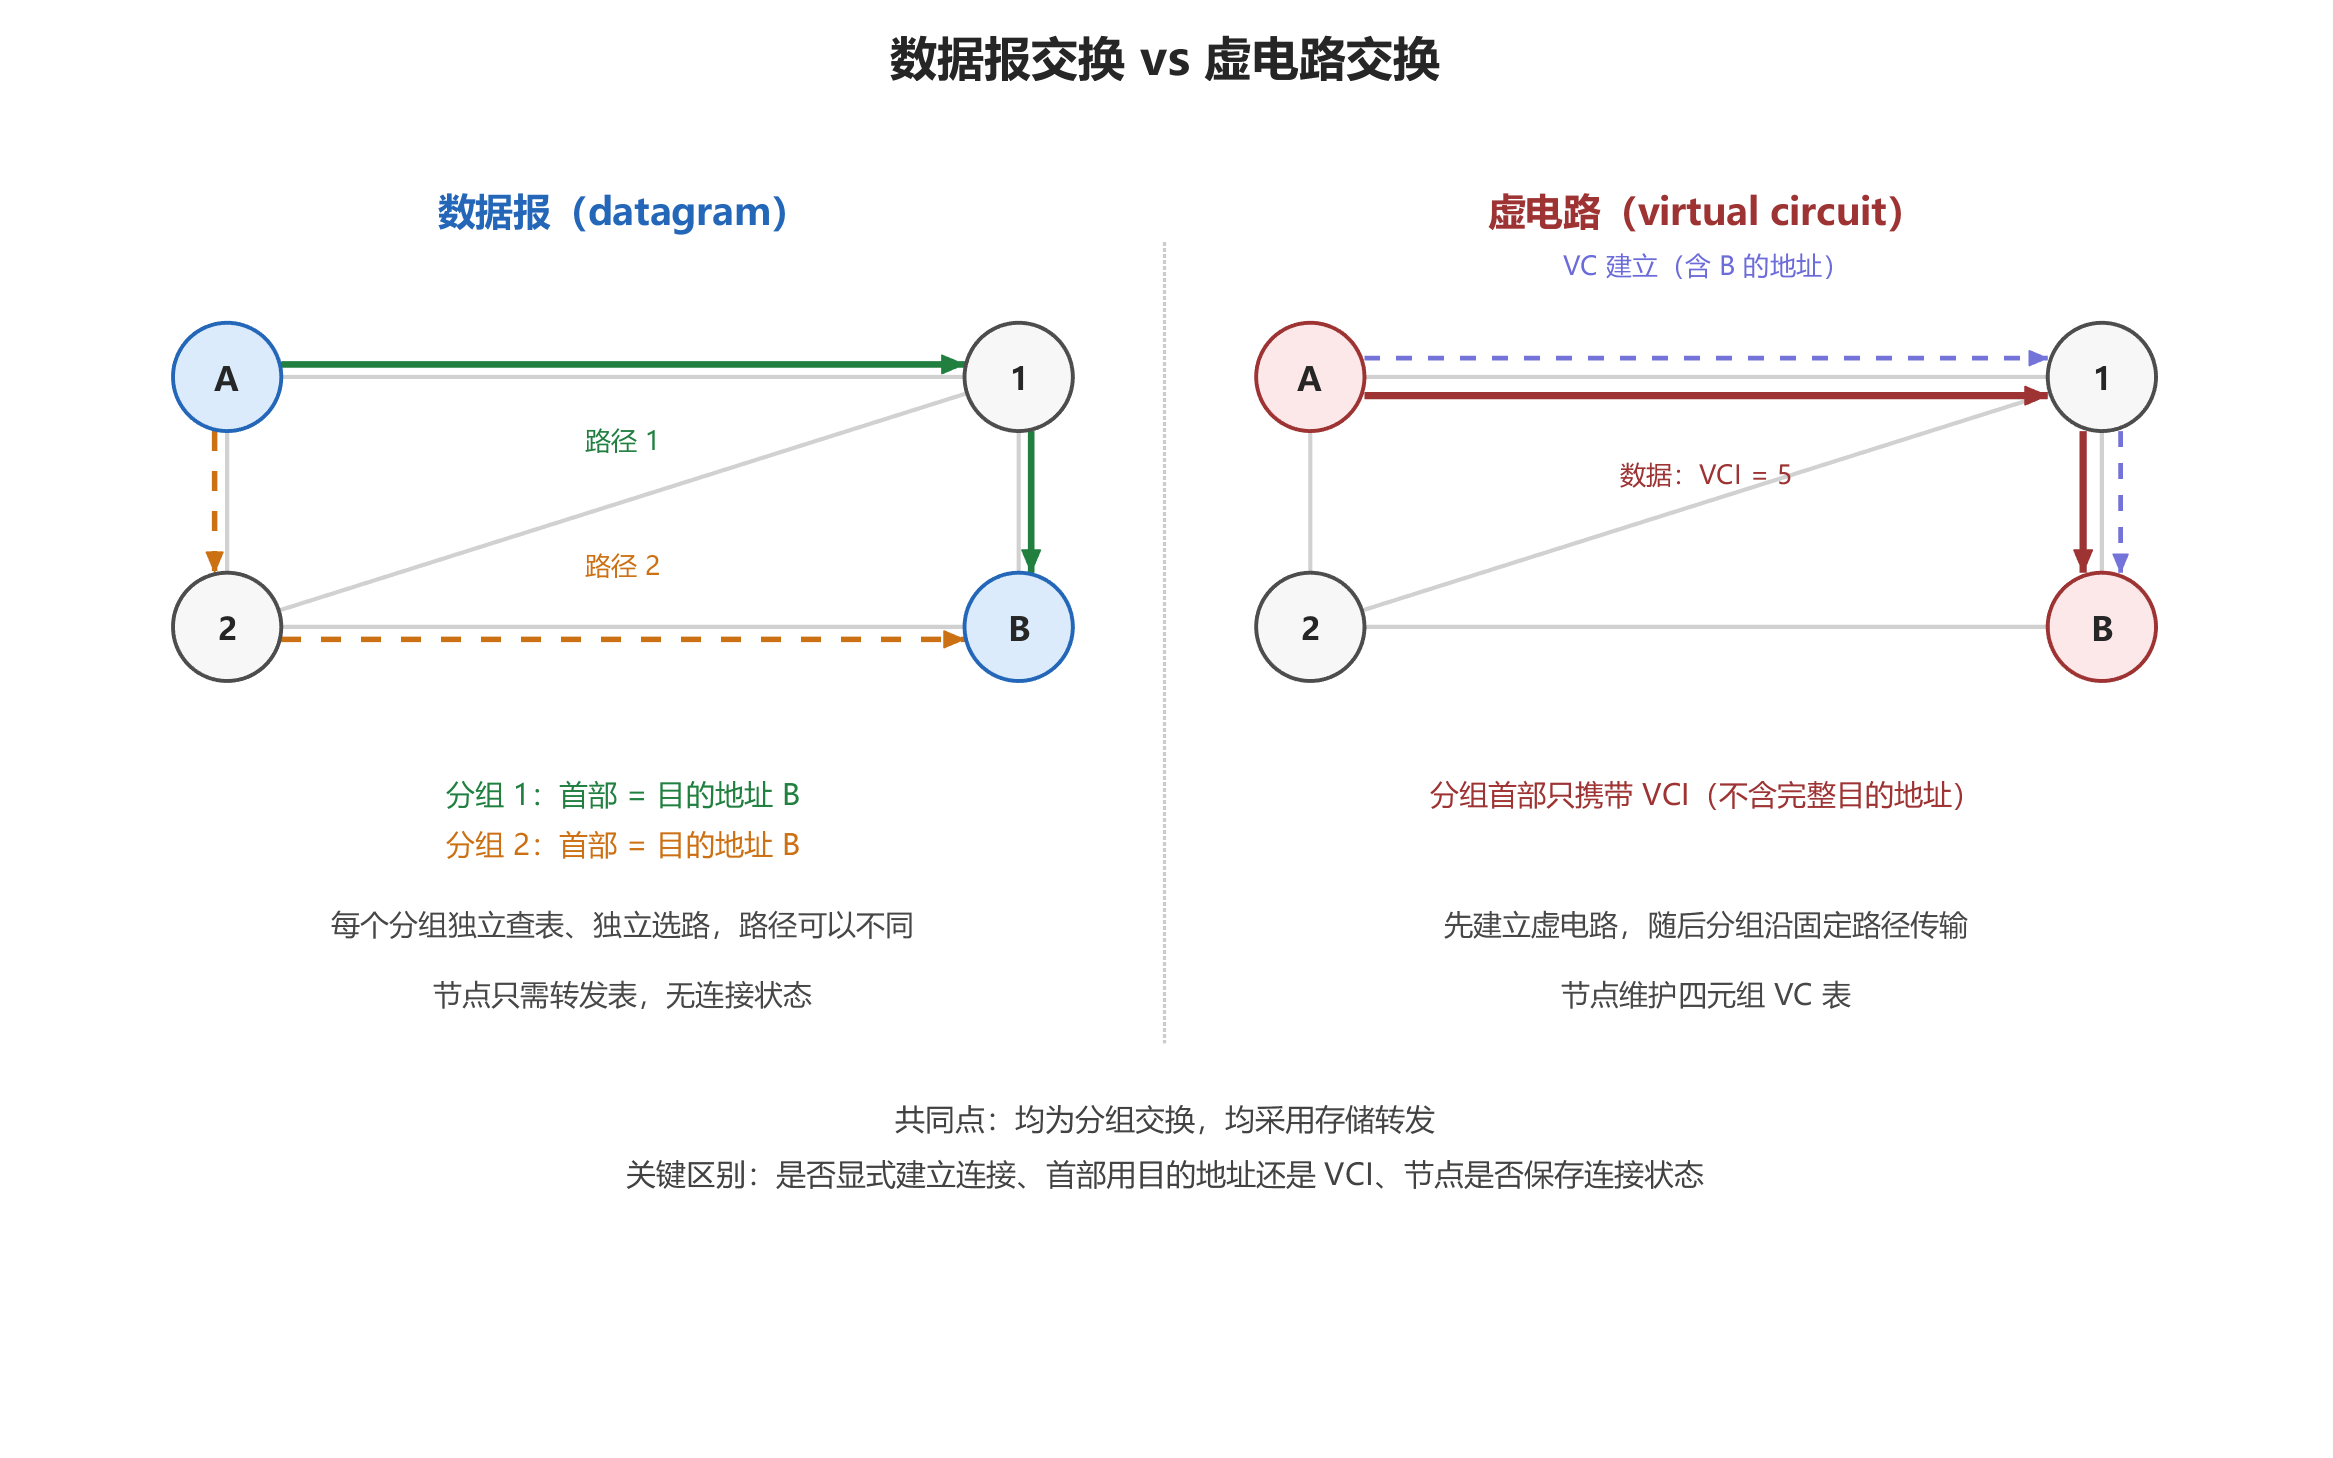 数据报交换 vs 虚电路交换
数据报（datagram）
A
1
路径 1
路径 2
2
B
分组 1：首部 = 目的地址 B
分组 2：首部 = 目的地址 B
每个分组独立查表、独立选路，路径可以不同
节点只需转发表，无连接状态
虚电路（virtual circuit）
VC 建立（含 B 的地址）
A
1
数据：VCI = 5
2
B
分组首部只携带 VCI（不含完整目的地址）
先建立虚电路，随后分组沿固定路径传输
节点维护四元组 VC 表
共同点：均为分组交换，均采用存储转发
关键区别：是否显式建立连接、首部用目的地址还是 VCI、节点是否保存连接状态